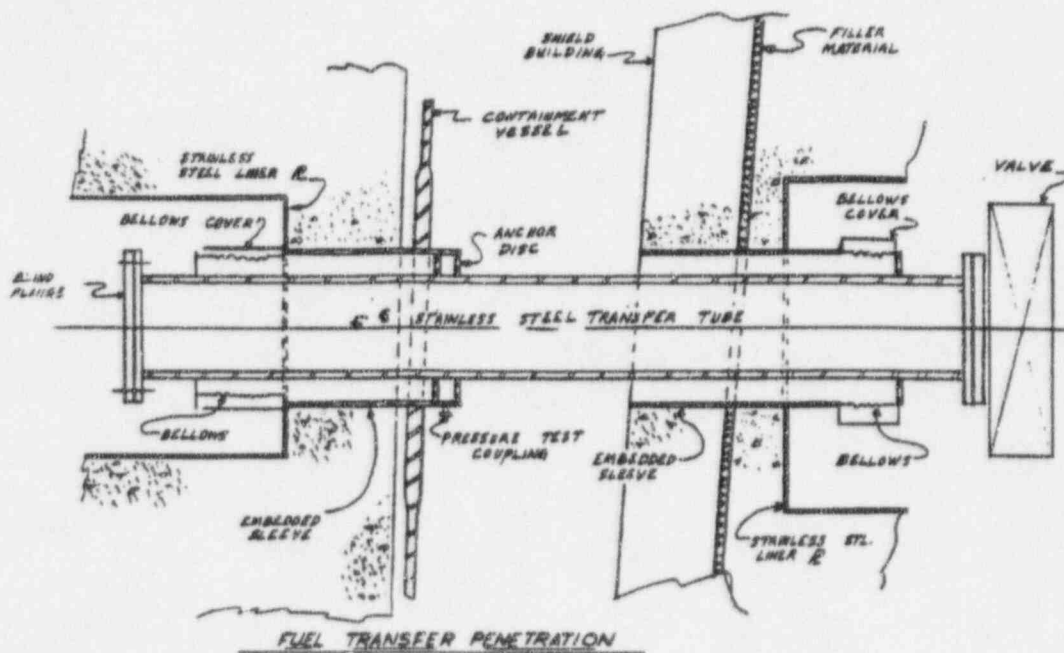 SHIELD
BUILDING
FILLER
MATERIAL
CONTAINMENT
VESSEL
STAINLESS
STEEL LINER ℞
VALVE
BELLOWS COVER
BELLOWS
COVER
ANCHOR
DISC
BLIND
FLANGE
℄ STAINLESS STEEL TRANSFER TUBE
BELLOWS
PRESSURE TEST
COUPLING
EMBEDDED
SLEEVE
BELLOWS
EMBEDDED
SLEEVE
STAINLESS STL.
LINER ℞
FUEL TRANSFER PENETRATION